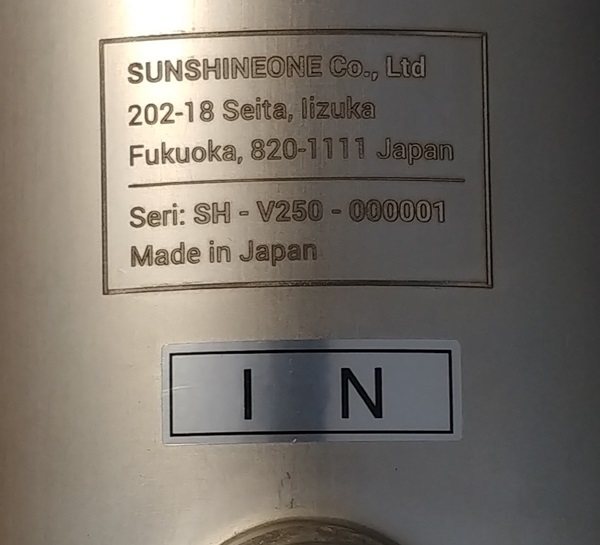 SUNSHINEONE Co., Ltd
202-18 Seita, Iizuka
Fukuoka, 820-1111 Japan
Seri: SH - V250 - 000001
Made in Japan
I N